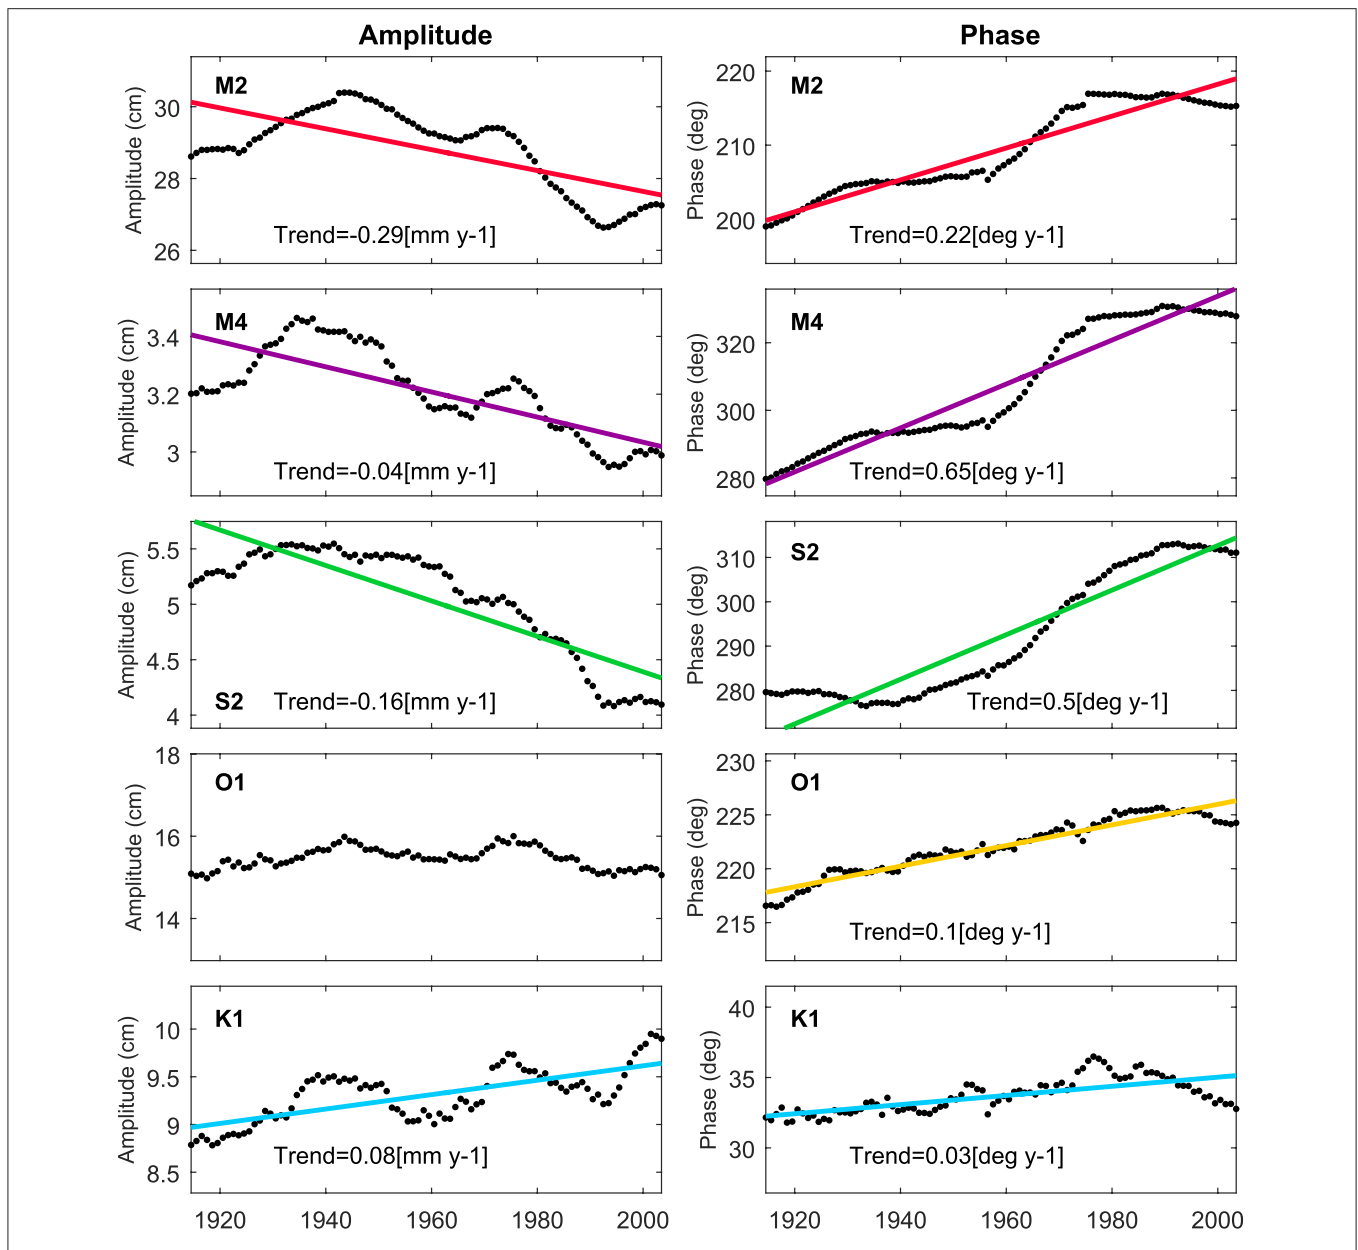 Amplitude Phase
M2
Amplitude (cm)
30
28
26
Trend=-0.29[mm y-1]
M2
Phase (deg)
220
210
200
Trend=0.22[deg y-1]
M4
Amplitude (cm)
3.4
3.2
3
Trend=-0.04[mm y-1]
M4
Phase (deg)
320
300
280
Trend=0.65[deg y-1]
Amplitude (cm)
5.5
5
4.5
4
S2 Trend=-0.16[mm y-1]
S2
Phase (deg)
310
300
290
280
Trend=0.5[deg y-1]
O1
Amplitude (cm)
18
16
14
O1
Phase (deg)
230
225
220
215
Trend=0.1[deg y-1]
K1
Amplitude (cm)
10
9.5
9
8.5
Trend=0.08[mm y-1]
1920 1940 1960 1980 2000
K1
Phase (deg)
40
35
30
Trend=0.03[deg y-1]
1920 1940 1960 1980 2000